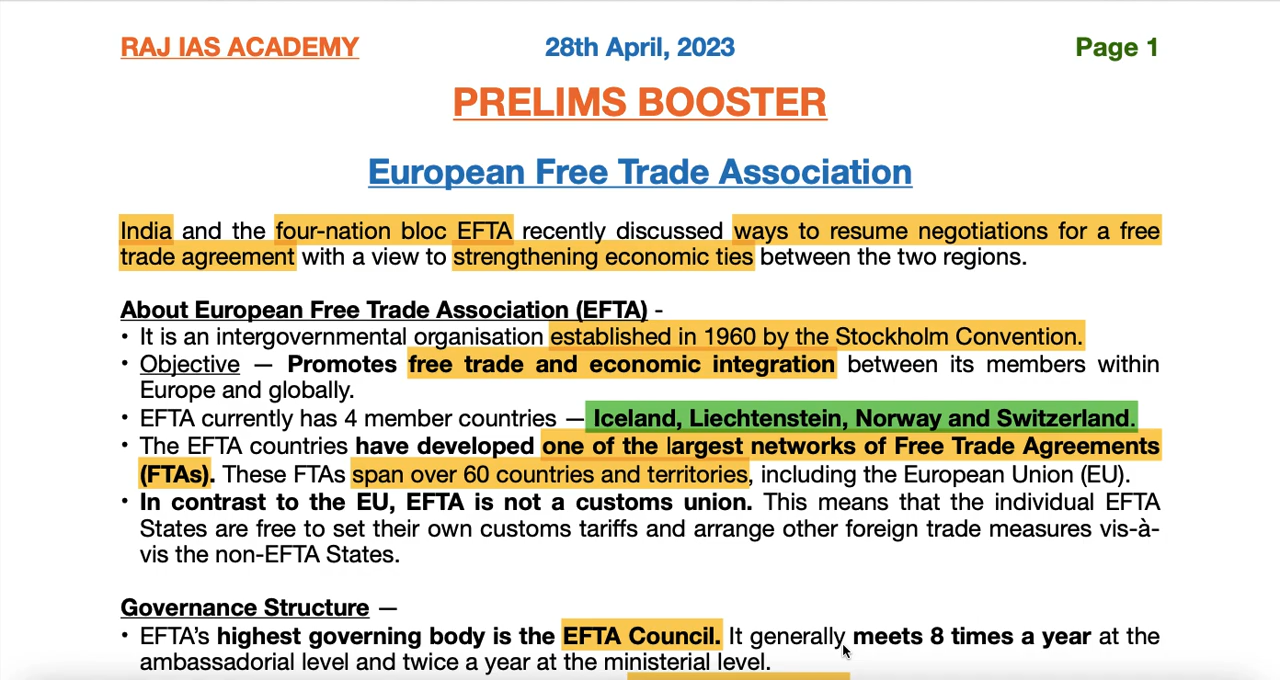 RAJ IAS ACADEMY 28th April, 2023 Page 1
PRELIMS BOOSTER
European Free Trade Association
India and the four-nation bloc EFTA recently discussed ways to resume negotiations for a free
trade agreement with a view to strengthening economic ties between the two regions.
About European Free Trade Association (EFTA) -
• It is an intergovernmental organisation established in 1960 by the Stockholm Convention.
• Objective — Promotes free trade and economic integration between its members within
Europe and globally.
• EFTA currently has 4 member countries — Iceland, Liechtenstein, Norway and Switzerland.
• The EFTA countries have developed one of the largest networks of Free Trade Agreements
(FTAs). These FTAs span over 60 countries and territories, including the European Union (EU).
• In contrast to the EU, EFTA is not a customs union. This means that the individual EFTA
States are free to set their own customs tariffs and arrange other foreign trade measures vis-à-
vis the non-EFTA States.
Governance Structure —
• EFTA's highest governing body is the EFTA Council. It generally meets 8 times a year at the
ambassadorial level and twice a year at the ministerial level.